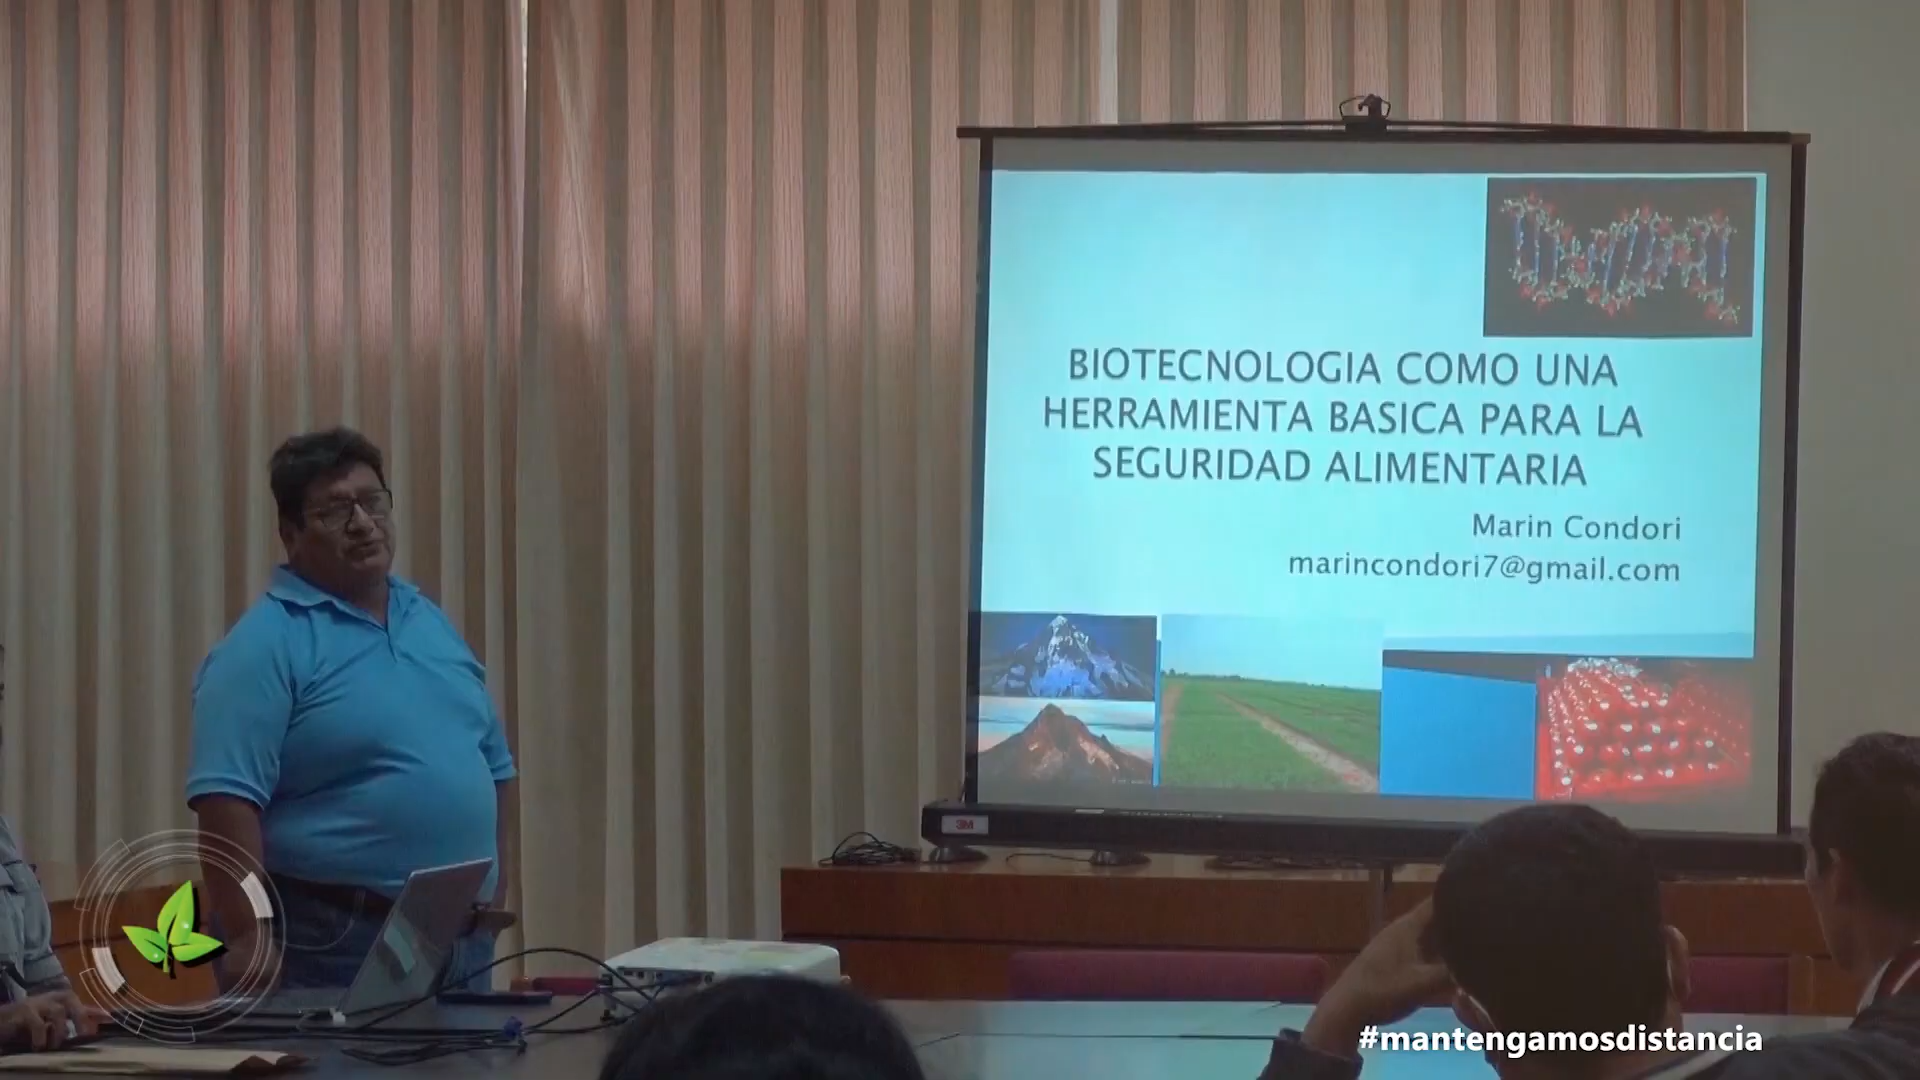 BIOTECNOLOGIA COMO UNA
HERRAMIENTA BASICA PARA LA
SEGURIDAD ALIMENTARIA
Marin Condori
marincondori7@gmail.com
3M
#mantengamosdistancia